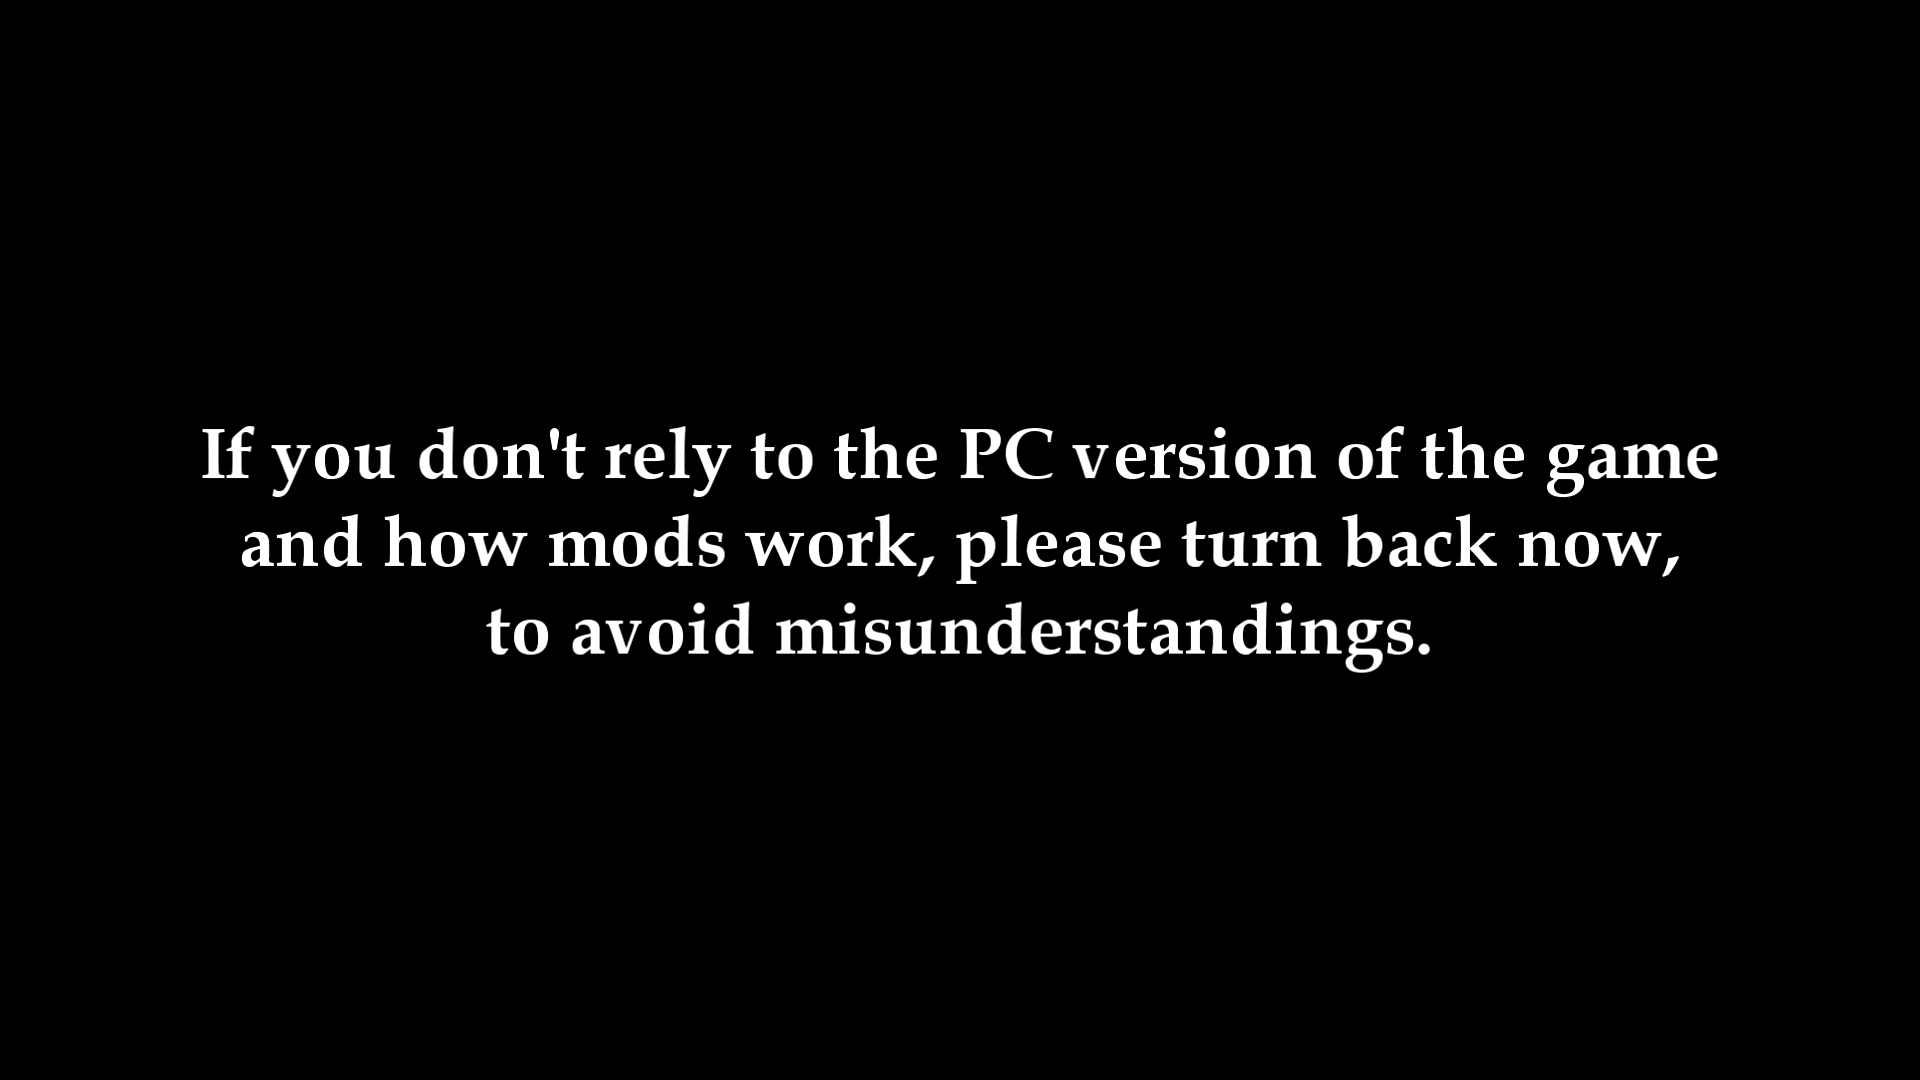 If you don't rely to the PC version of the game
and how mods work, please turn back now,
to avoid misunderstandings.